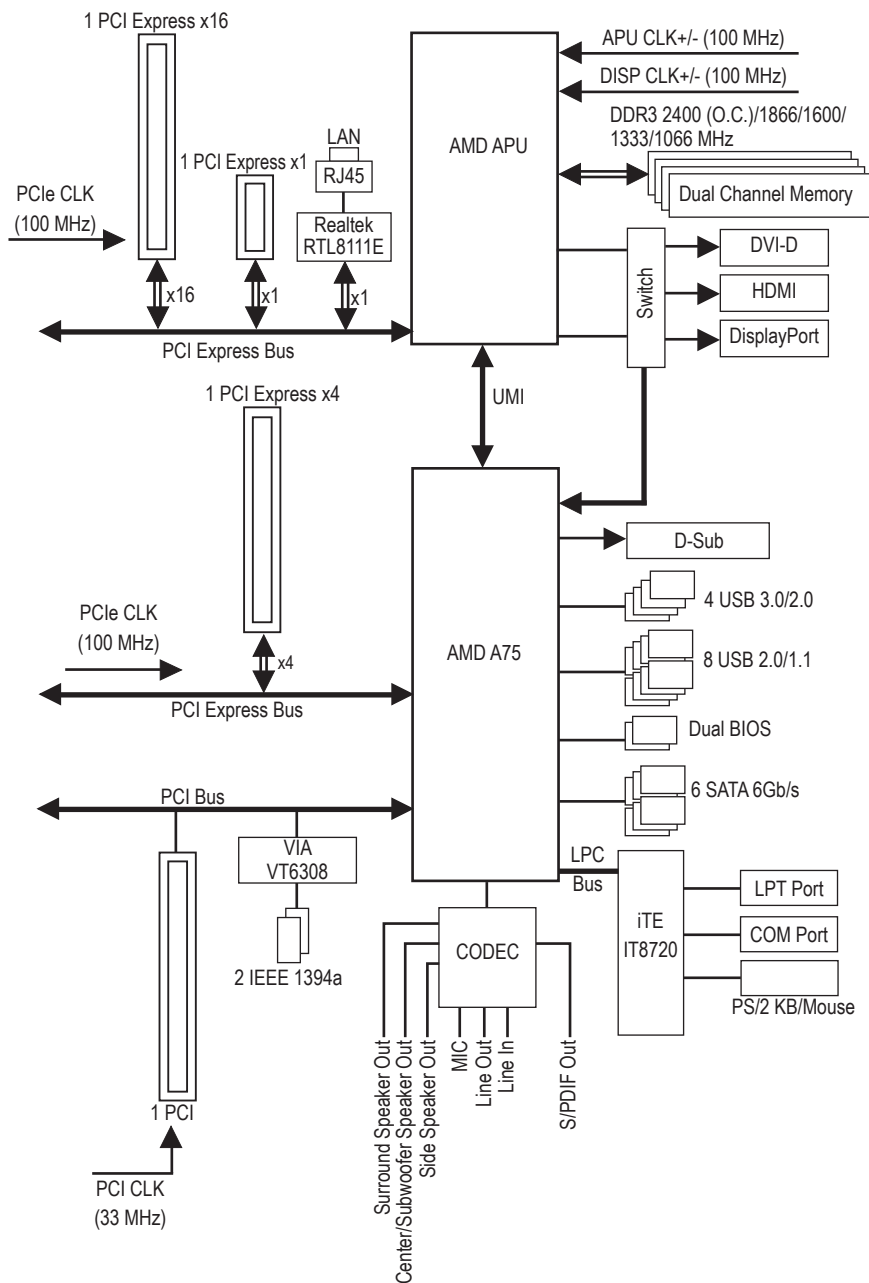 1 PCI Express x16
APU CLK+/- (100 MHz)
DISP CLK+/- (100 MHz)
DDR3 2400 (O.C.)/1866/1600/
1333/1066 MHz
AMD APU
LAN
RJ45
1 PCI Express x1
Dual Channel Memory
PCIe CLK
(100 MHz)
Realtek
RTL8111E
DVI-D
HDMI
DisplayPort
Switch
x16
x1
x1
PCI Express Bus
UMI
1 PCI Express x4
D-Sub
4 USB 3.0/2.0
PCIe CLK
(100 MHz)
AMD A75
8 USB 2.0/1.1
x4
PCI Express Bus
Dual BIOS
PCI Bus
6 SATA 6Gb/s
VIA
VT6308
LPC
Bus
LPT Port
iTE
IT8720
COM Port
CODEC
2 IEEE 1394a
PS/2 KB/Mouse
Surround Speaker Out
Center/Subwoofer Speaker Out
Side Speaker Out
MIC
Line Out
Line In
S/PDIF Out
1 PCI
PCI CLK
(33 MHz)